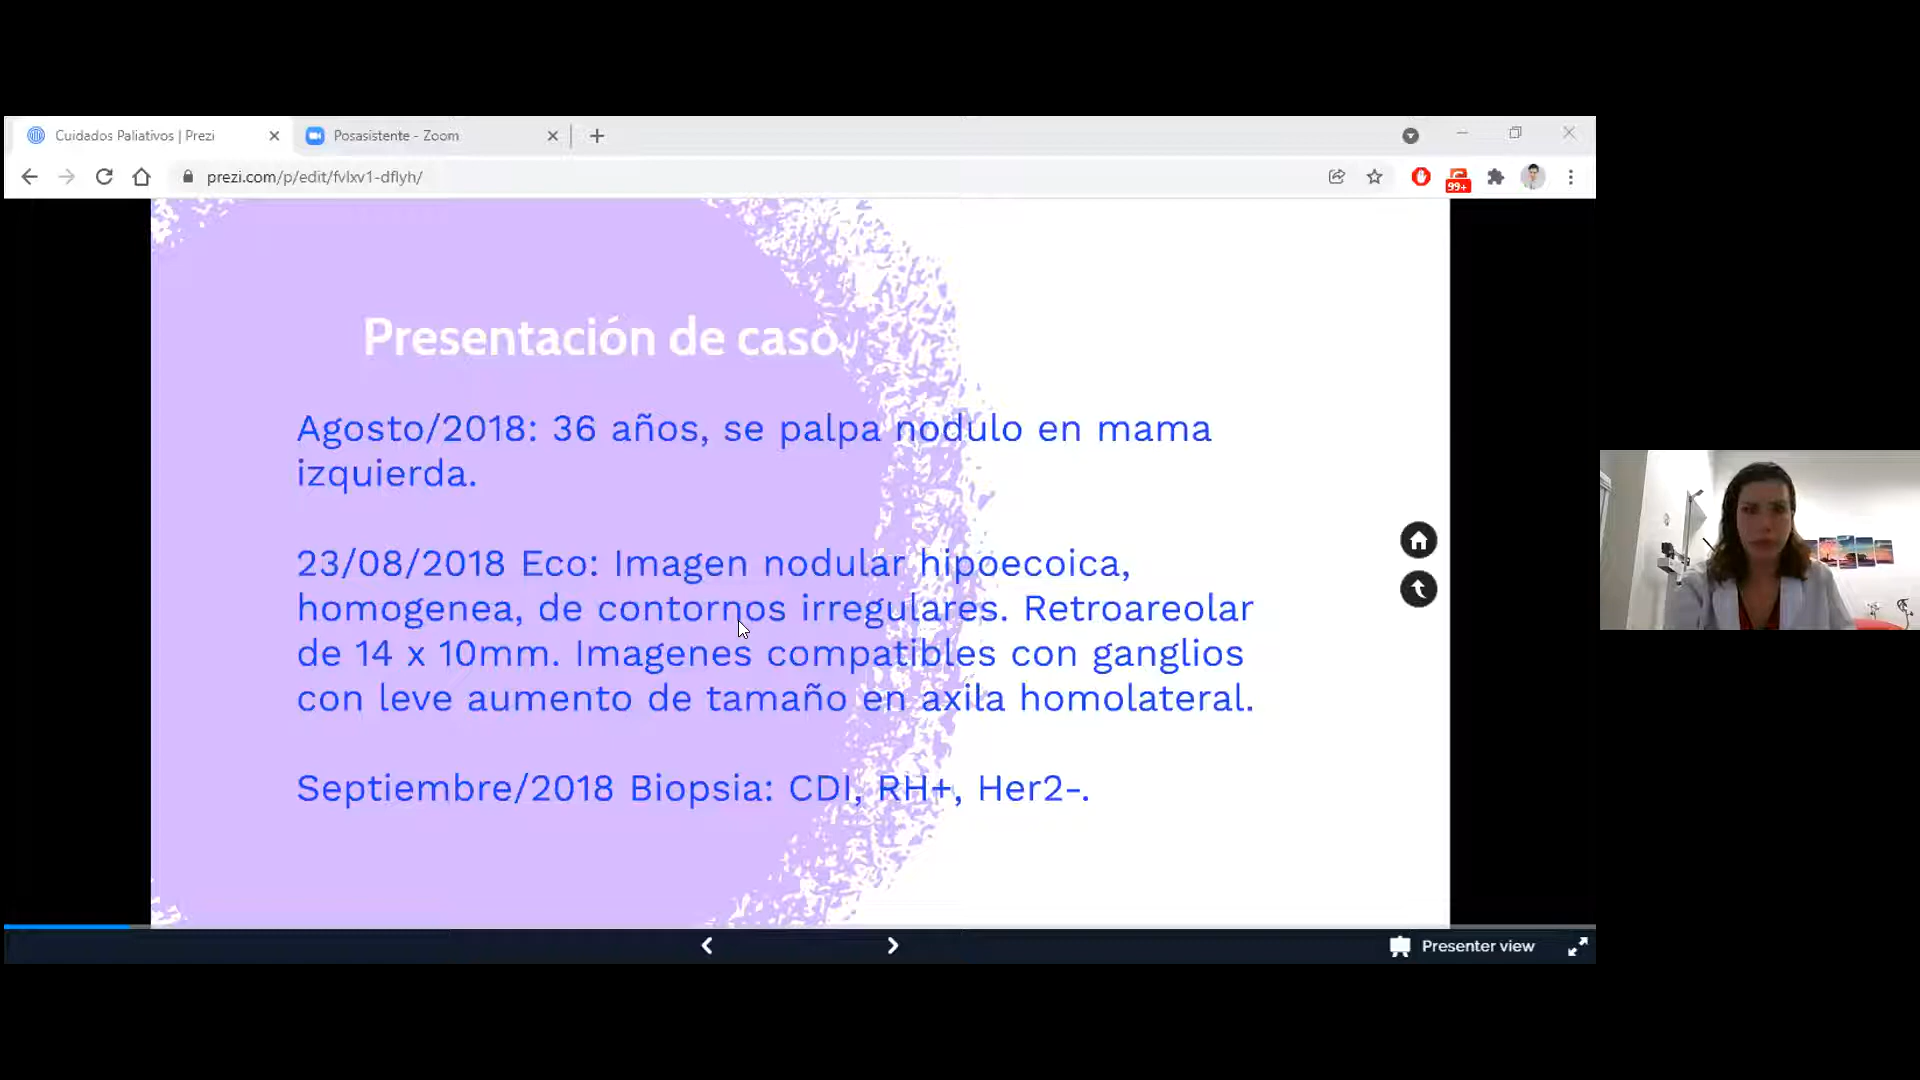 Cuidados Paliativos | Prezi
Posasistente - Zoom
prezi.com/p/edit/fvlxv1-dflyh/
99+
Presentación de caso.
Agosto/2018: 36 años, se palpa nodulo en mama
izquierda.
23/08/2018 Eco: Imagen nodular hipoecoica,
homogenea, de contornos irregulares. Retroareolar
de 14 x 10mm. Imagenes compatibles con ganglios
con leve aumento de tamaño en axila homolateral.
Septiembre/2018 Biopsia: CDI, RH+, Her2-.
Presenter view